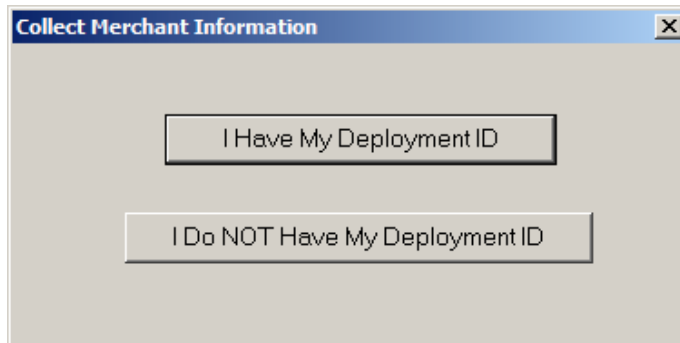 Collect Merchant Information
I Have My Deployment ID
I Do NOT Have My Deployment ID